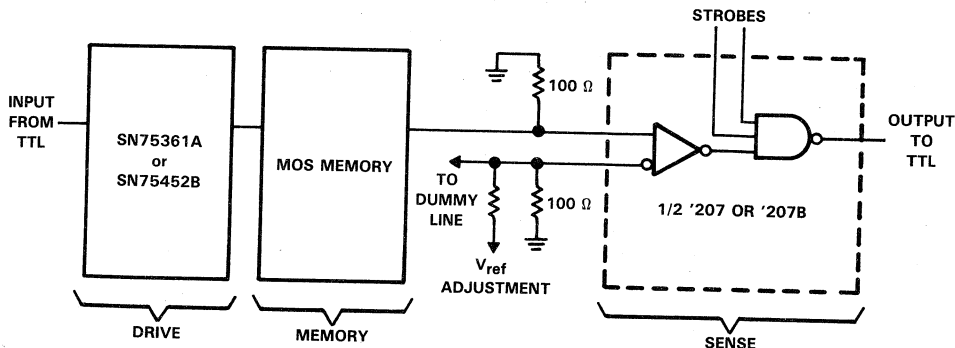 STROBES
INPUT
FROM
TTL
SN75361A
or
SN75452B
MOS MEMORY
100 Ω
TO
DUMMY
LINE
100 Ω
Vref
ADJUSTMENT
1/2 '207 OR '207B
OUTPUT
TO
TTL
DRIVE
MEMORY
SENSE